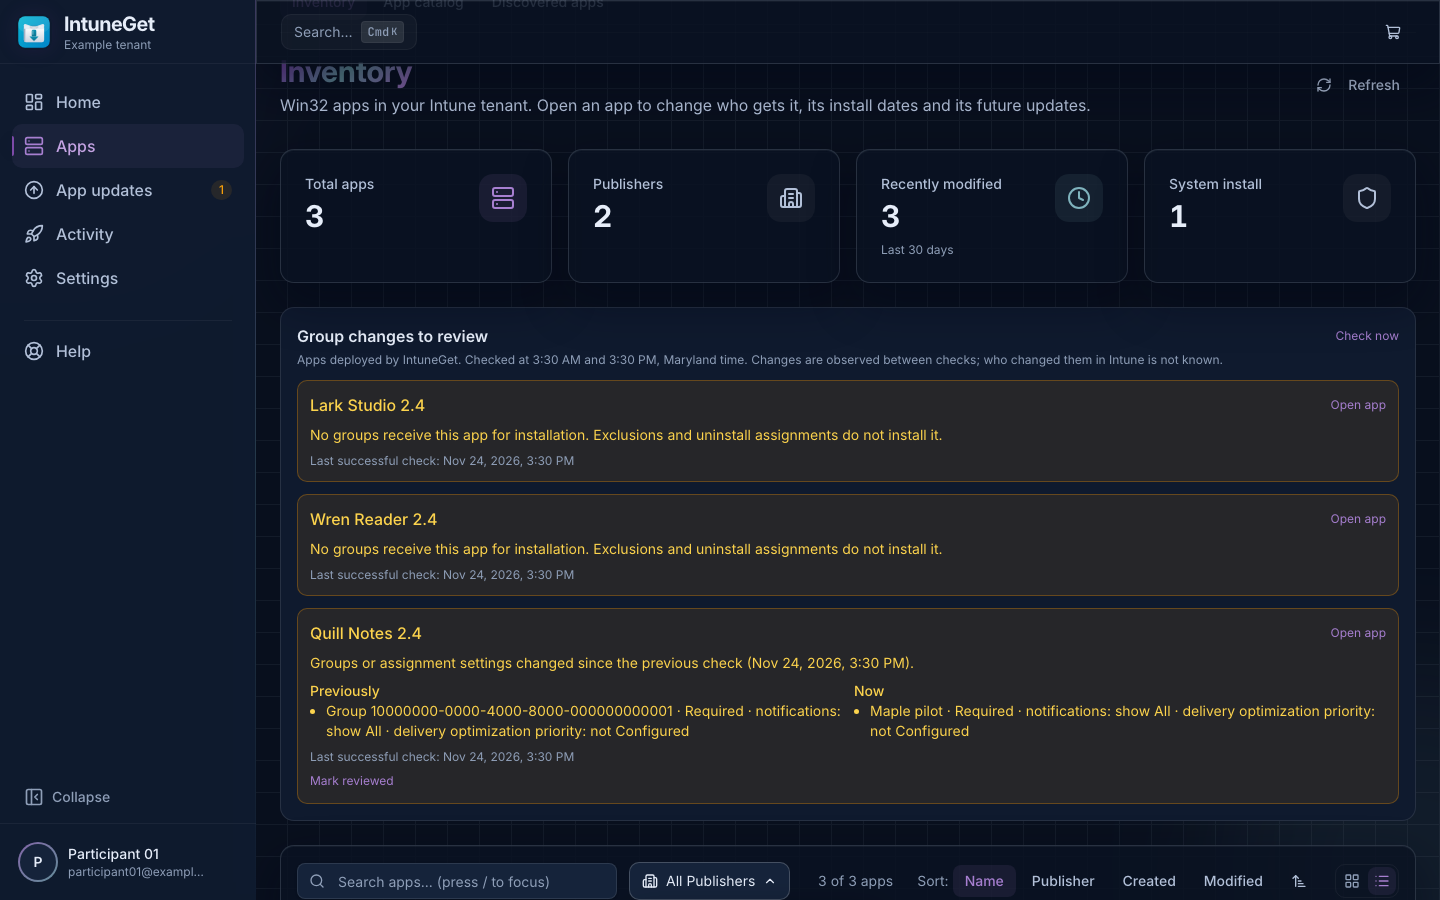 IntuneGet
Example tenant
Home
Apps
App updates
1
Activity
Settings
Help
Collapse
P
Participant 01
participant01@exampl...
Inventory
App catalog
Discovered apps
Search...
Cmd K
Inventory
Win32 apps in your Intune tenant. Open an app to change who gets it, its install dates and its future updates.
Refresh
Total apps
3
Publishers
2
Recently modified
3
Last 30 days
System install
1
Group changes to review
Check now
Apps deployed by IntuneGet. Checked at 3:30 AM and 3:30 PM, Maryland time. Changes are observed between checks; who changed them in Intune is not known.
Lark Studio 2.4
Open app
No groups receive this app for installation. Exclusions and uninstall assignments do not install it.
Last successful check: Nov 24, 2026, 3:30 PM
Wren Reader 2.4
Open app
No groups receive this app for installation. Exclusions and uninstall assignments do not install it.
Last successful check: Nov 24, 2026, 3:30 PM
Quill Notes 2.4
Open app
Groups or assignment settings changed since the previous check (Nov 24, 2026, 3:30 PM).
Previously
• Group 10000000-0000-4000-8000-000000000001 · Required · notifications:
show All · delivery optimization priority: not Configured
Now
• Maple pilot · Required · notifications: show All · delivery optimization priority:
not Configured
Last successful check: Nov 24, 2026, 3:30 PM
Mark reviewed
Search apps... (press / to focus)
All Publishers
3 of 3 apps
Sort:
Name
Publisher
Created
Modified